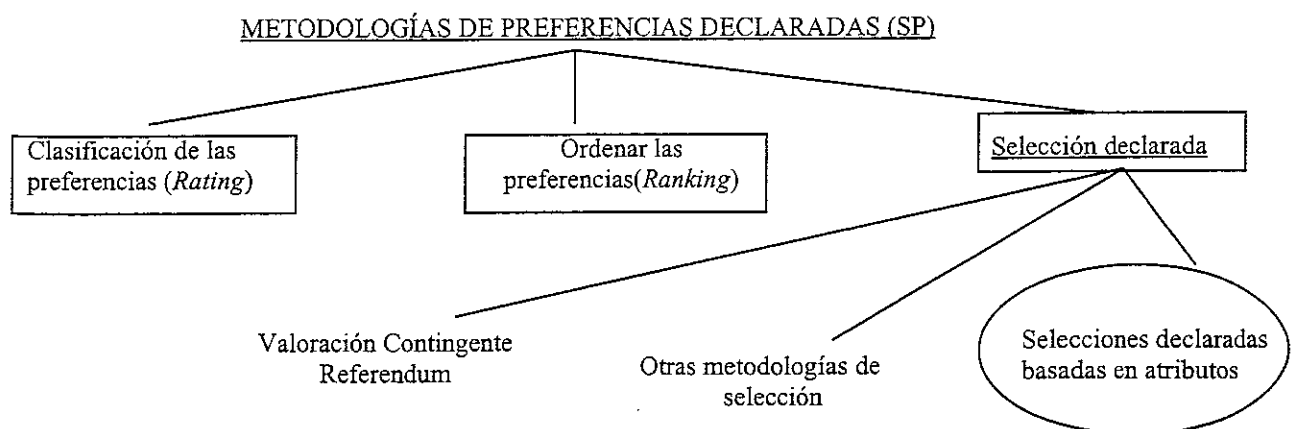 METODOLOGÍAS DE PREFERENCIAS DECLARADAS (SP)
Clasificación de las
preferencias (Rating)
Ordenar las
preferencias(Ranking)
Selección declarada
Valoración Contingente
Referendum
Otras metodologías de
selección
Selecciones declaradas
basadas en atributos